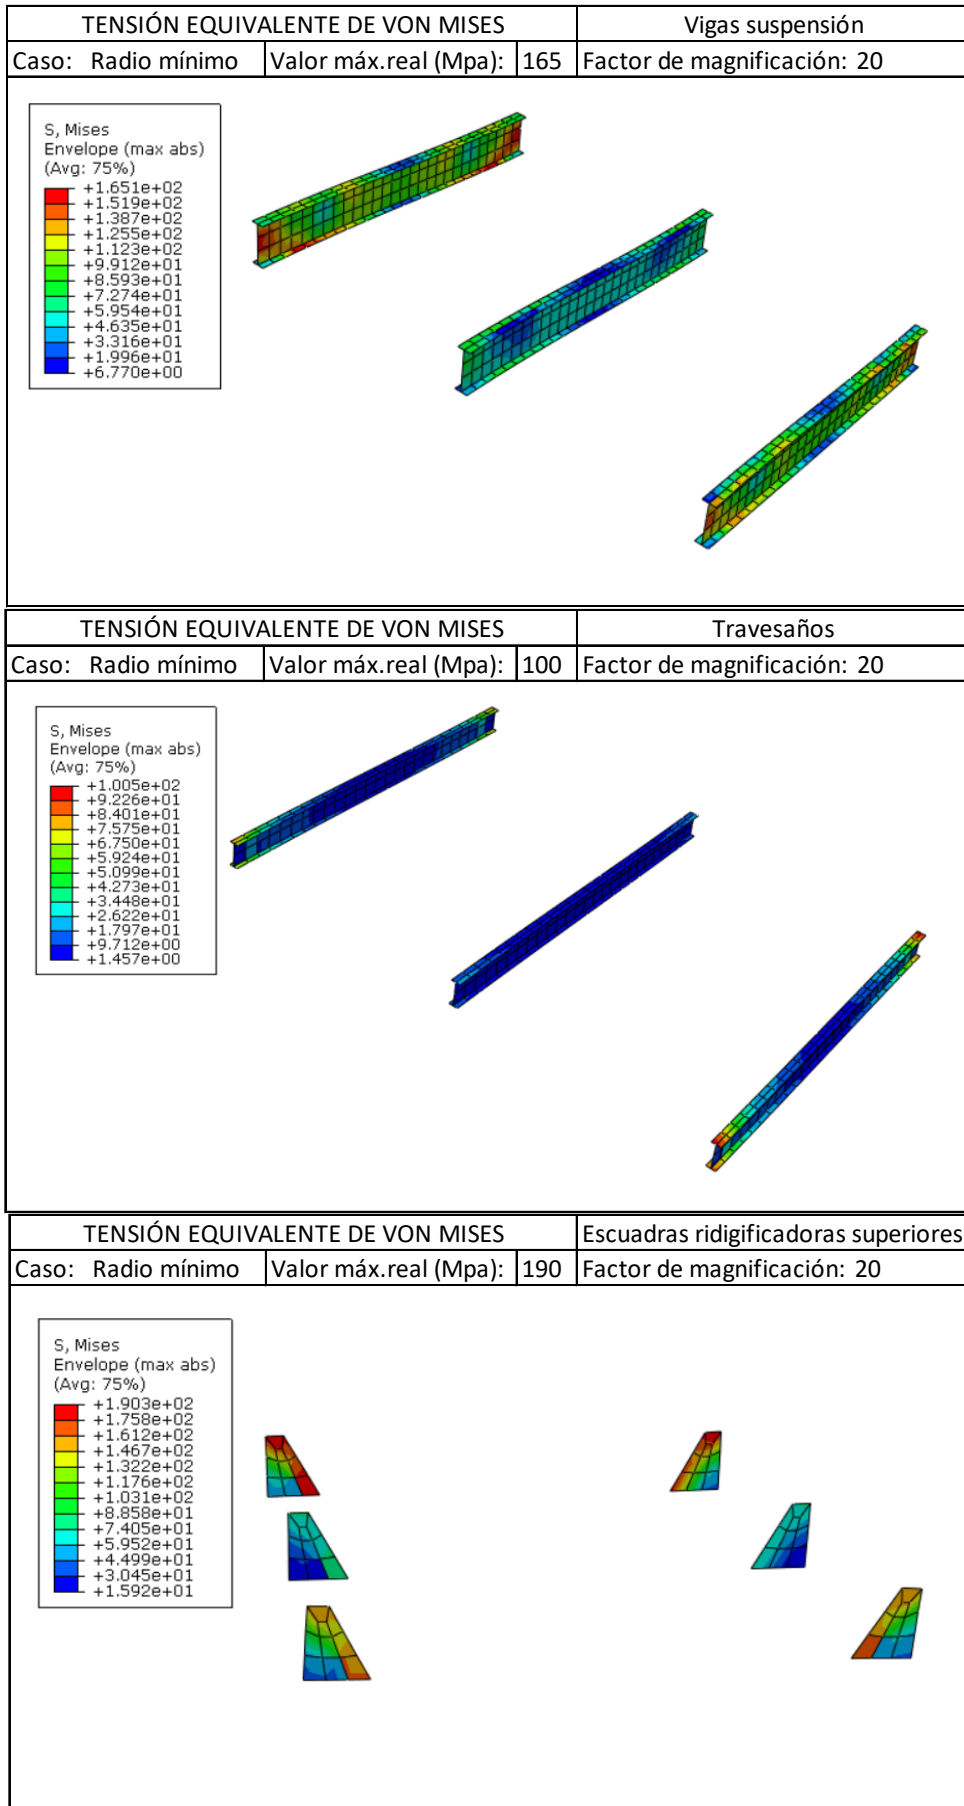 TENSIÓN EQUIVALENTE DE VON MISES Vigas suspensión
Caso: Radio mínimo Valor máx.real (Mpa): 165 Factor de magnificación: 20
S, Mises
Envelope (max abs)
(Avg: 75%)
+1.651e+02
+1.519e+02
+1.387e+02
+1.255e+02
+1.123e+02
+9.912e+01
+8.593e+01
+7.274e+01
+5.954e+01
+4.635e+01
+3.316e+01
+1.996e+01
+6.770e+00
TENSIÓN EQUIVALENTE DE VON MISES Travesaños
Caso: Radio mínimo Valor máx.real (Mpa): 100 Factor de magnificación: 20
S, Mises
Envelope (max abs)
(Avg: 75%)
+1.005e+02
+9.226e+01
+8.401e+01
+7.575e+01
+6.750e+01
+5.924e+01
+5.099e+01
+4.273e+01
+3.448e+01
+2.622e+01
+1.797e+01
+9.712e+00
+1.457e+00
TENSIÓN EQUIVALENTE DE VON MISES Escuadras ridigificadoras superiores
Caso: Radio mínimo Valor máx.real (Mpa): 190 Factor de magnificación: 20
S, Mises
Envelope (max abs)
(Avg: 75%)
+1.903e+02
+1.758e+02
+1.612e+02
+1.467e+02
+1.322e+02
+1.176e+02
+1.031e+02
+8.858e+01
+7.405e+01
+5.952e+01
+4.499e+01
+3.045e+01
+1.592e+01